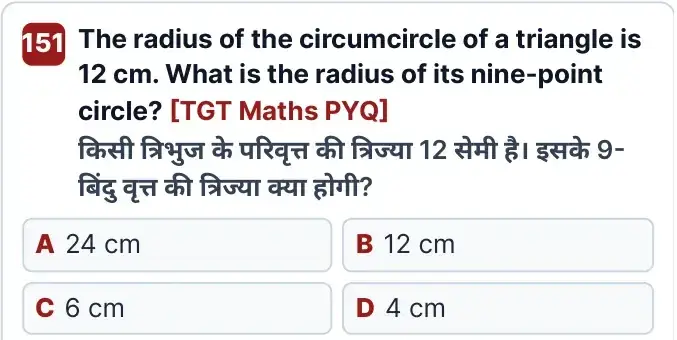 151 The radius of the circumcircle of a triangle is
12 cm. What is the radius of its nine-point
circle? [TGT Maths PYQ]
किसी त्रिभुज के परिवृत्त की त्रिज्या 12 सेमी है। इसके 9-
बिंदु वृत्त की त्रिज्या क्या होगी?
A 24 cm
B 12 cm
C 6 cm
D 4 cm